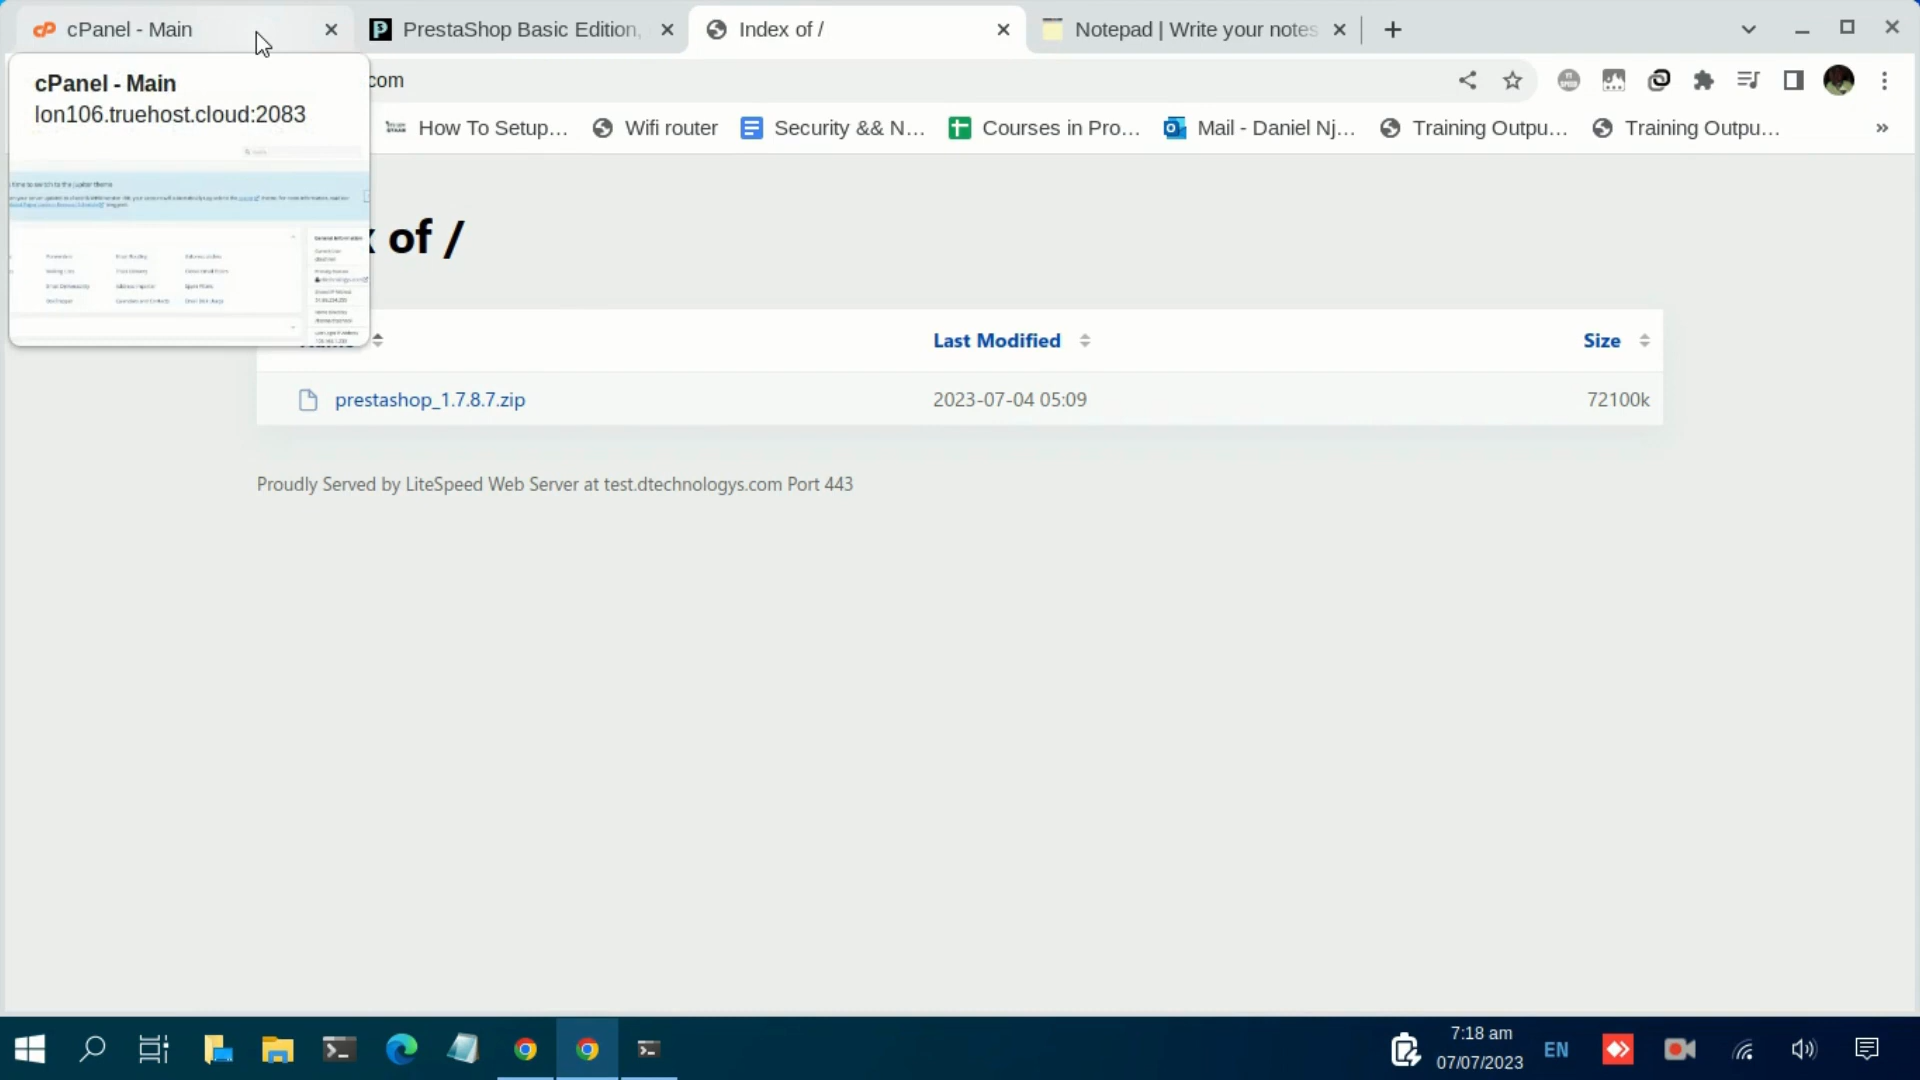 cPanel - Main
PrestaShop Basic Edition,
Index of /
Notepad | Write your notes
cPanel - Main
lon106.truehost.cloud:2083
com
How To Setup...
Wifi router
Security && N...
Courses in Pro...
Mail - Daniel Nj...
Training Outpu...
Training Outpu...
»
of /
Last Modified
Size
prestashop_1.7.8.7.zip
2023-07-04 05:09
72100k
Proudly Served by LiteSpeed Web Server at test.dtechnologys.com Port 443
7:18 am
07/07/2023
EN